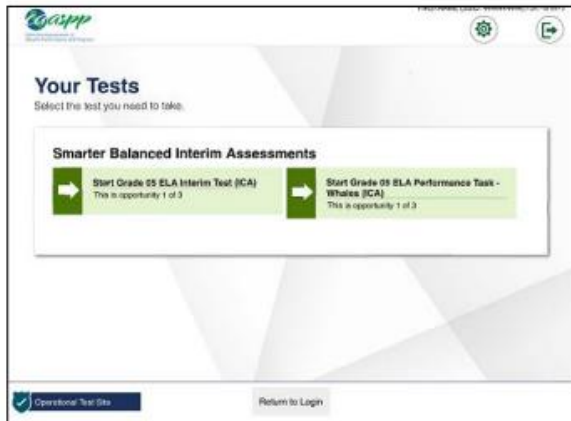 caaspp
Your Tests
Select the test you need to take.
Smarter Balanced Interim Assessments
Start Grade 05 ELA Interim Test (ICA)
This is opportunity 1 of 3
Start Grade 05 ELA Performance Task -
Whales (ICA)
This is opportunity 1 of 3
Operational Test Site
Return to Login